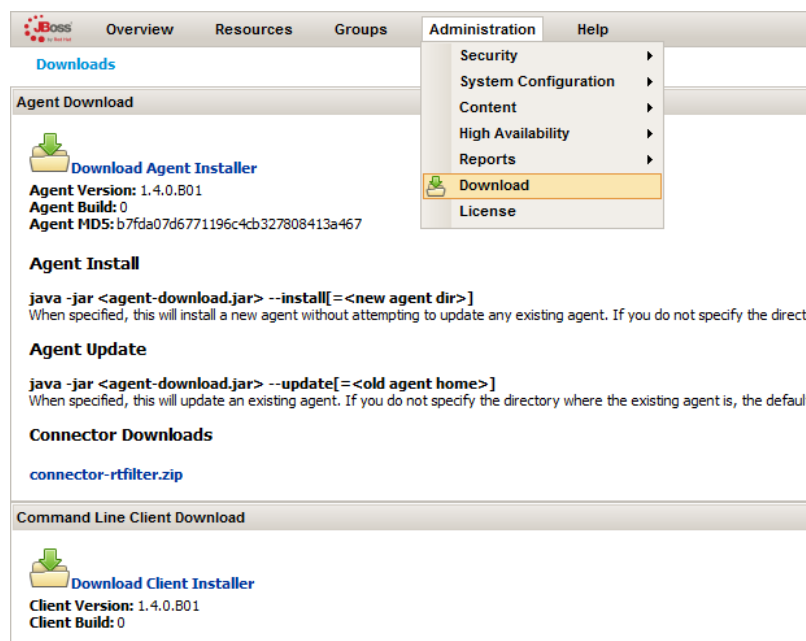 JBoss
by Red Hat
Overview
Resources
Groups
Administration
Help
Downloads
Security
System Configuration
Content
High Availability
Reports
Download
License
Agent Download
Download Agent Installer
Agent Version: 1.4.0.B01
Agent Build: 0
Agent MD5: b7fda07d6771196c4cb327808413a467
Agent Install
java -jar <agent-download.jar> --install[=<new agent dir>]
When specified, this will install a new agent without attempting to update any existing agent. If you do not specify the direct
Agent Update
java -jar <agent-download.jar> --update[=<old agent home>]
When specified, this will update an existing agent. If you do not specify the directory where the existing agent is, the defaul
Connector Downloads
connector-rtfilter.zip
Command Line Client Download
Download Client Installer
Client Version: 1.4.0.B01
Client Build: 0